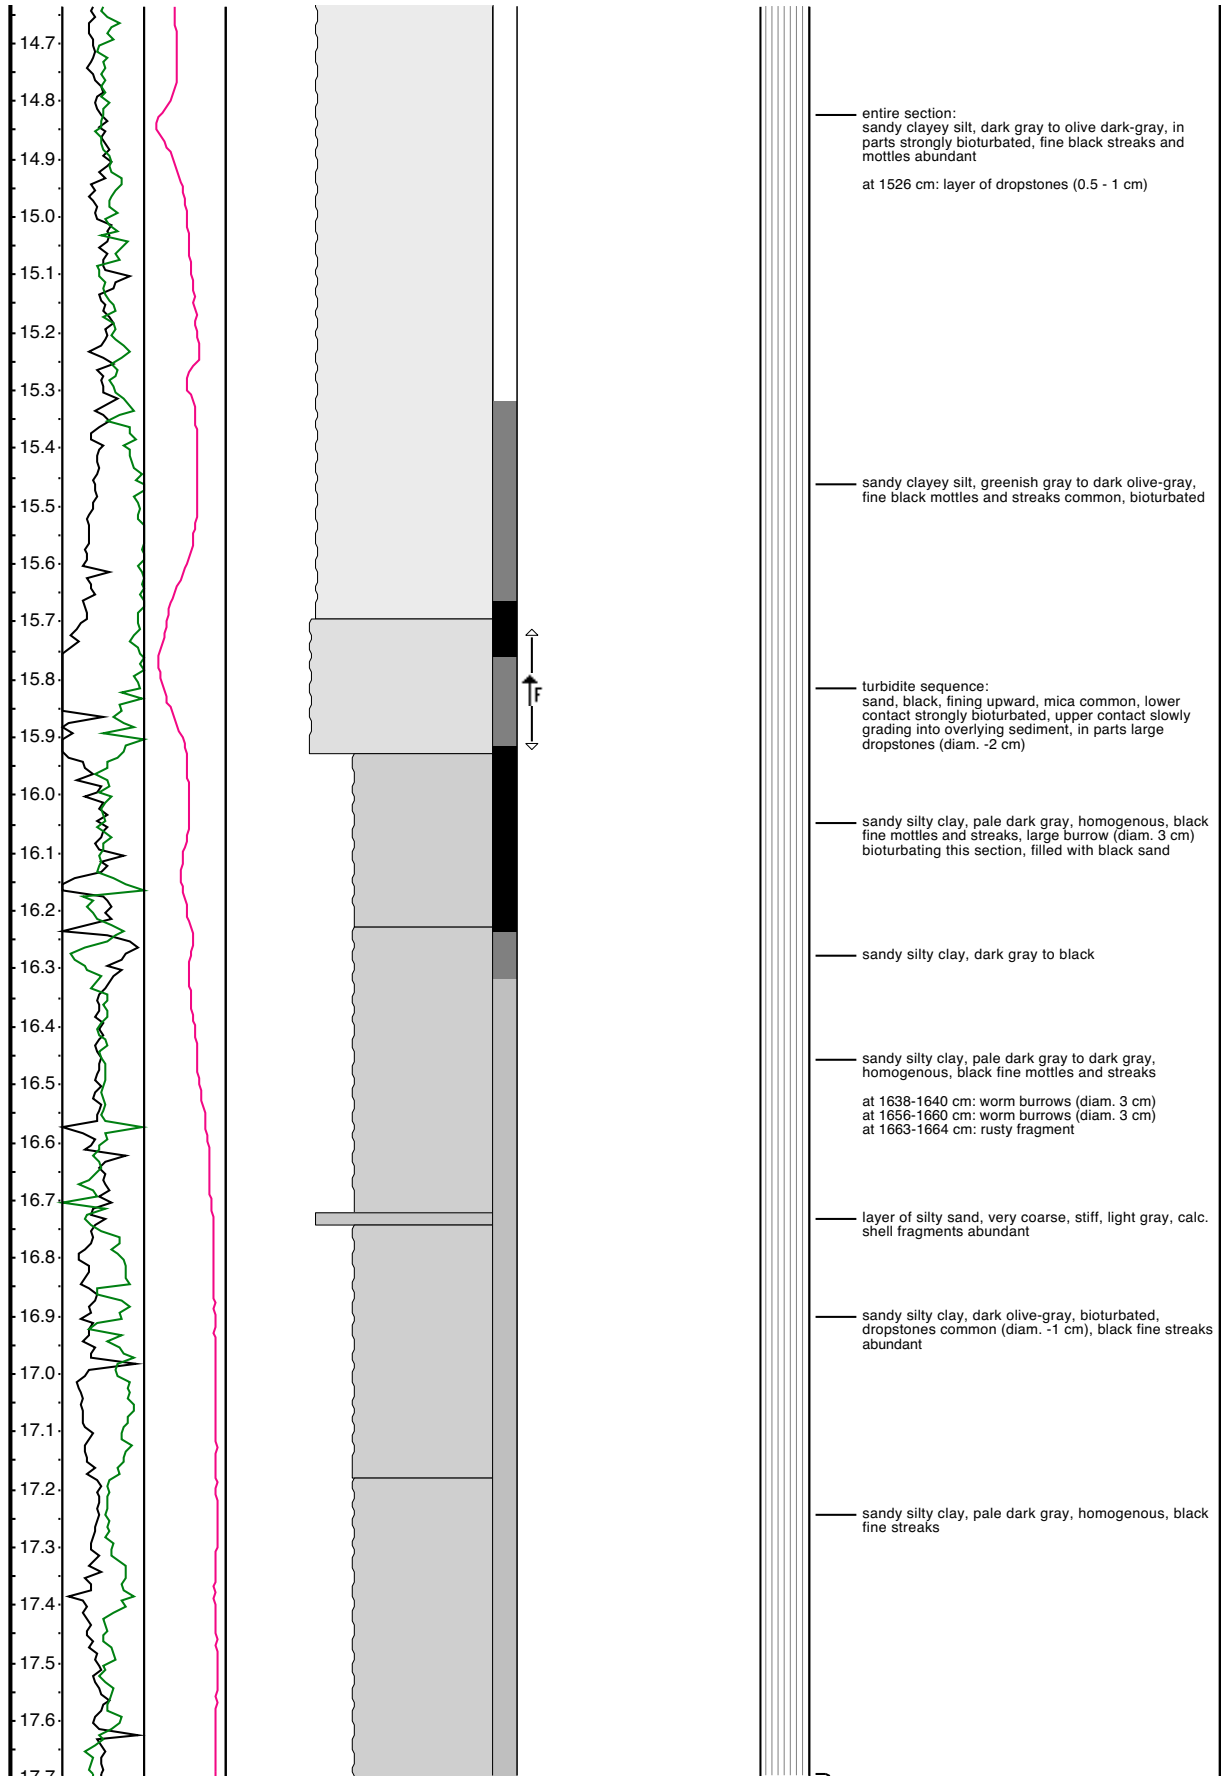 14.7
14.8
14.9
15.0
15.1
15.2
15.3
15.4
15.5
15.6
15.7
15.8
15.9
16.0
16.1
16.2
16.3
16.4
16.5
16.6
16.7
16.8
16.9
17.0
17.1
17.2
17.3
17.4
17.5
17.6
17.7
F
entire section:
sandy clayey silt, dark gray to olive dark-gray, in
parts strongly bioturbated, fine black streaks and
mottles abundant
at 1526 cm: layer of dropstones (0.5 - 1 cm)
sandy clayey silt, greenish gray to dark olive-gray,
fine black mottles and streaks common, bioturbated
turbidite sequence:
sand, black, fining upward, mica common, lower
contact strongly bioturbated, upper contact slowly
grading into overlying sediment, in parts large
dropstones (diam. -2 cm)
sandy silty clay, pale dark gray, homogenous, black
fine mottles and streaks, large burrow (diam. 3 cm)
bioturbating this section, filled with black sand
sandy silty clay, dark gray to black
sandy silty clay, pale dark gray to dark gray,
homogenous, black fine mottles and streaks
at 1638-1640 cm: worm burrows (diam. 3 cm)
at 1656-1660 cm: worm burrows (diam. 3 cm)
at 1663-1664 cm: rusty fragment
layer of silty sand, very coarse, stiff, light gray, calc.
shell fragments abundant
sandy silty clay, dark olive-gray, bioturbated,
dropstones common (diam. -1 cm), black fine streaks
abundant
sandy silty clay, pale dark gray, homogenous, black
fine streaks